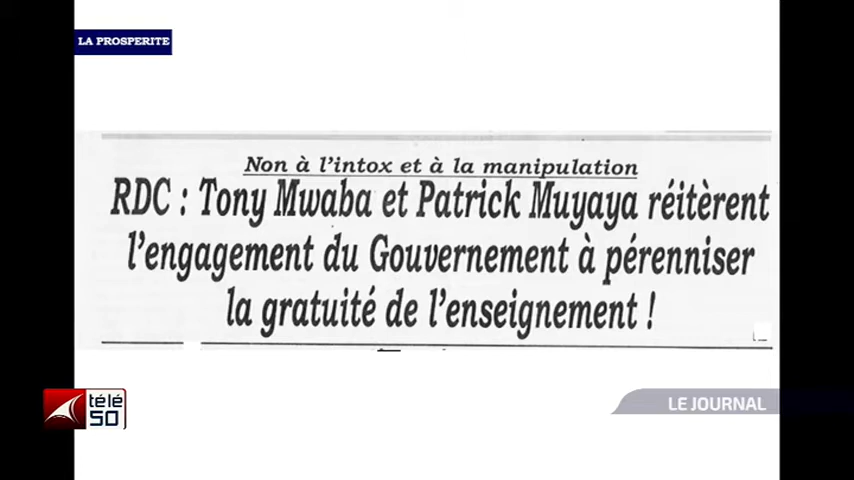 LA PROSPERITE
Non à l'intox et à la manipulation
RDC : Tony Mwaba et Patrick Muyaya réitèrent
l'engagement du Gouvernement à pérenniser
la gratuité de l'enseignement !
télé
50
LE JOURNAL